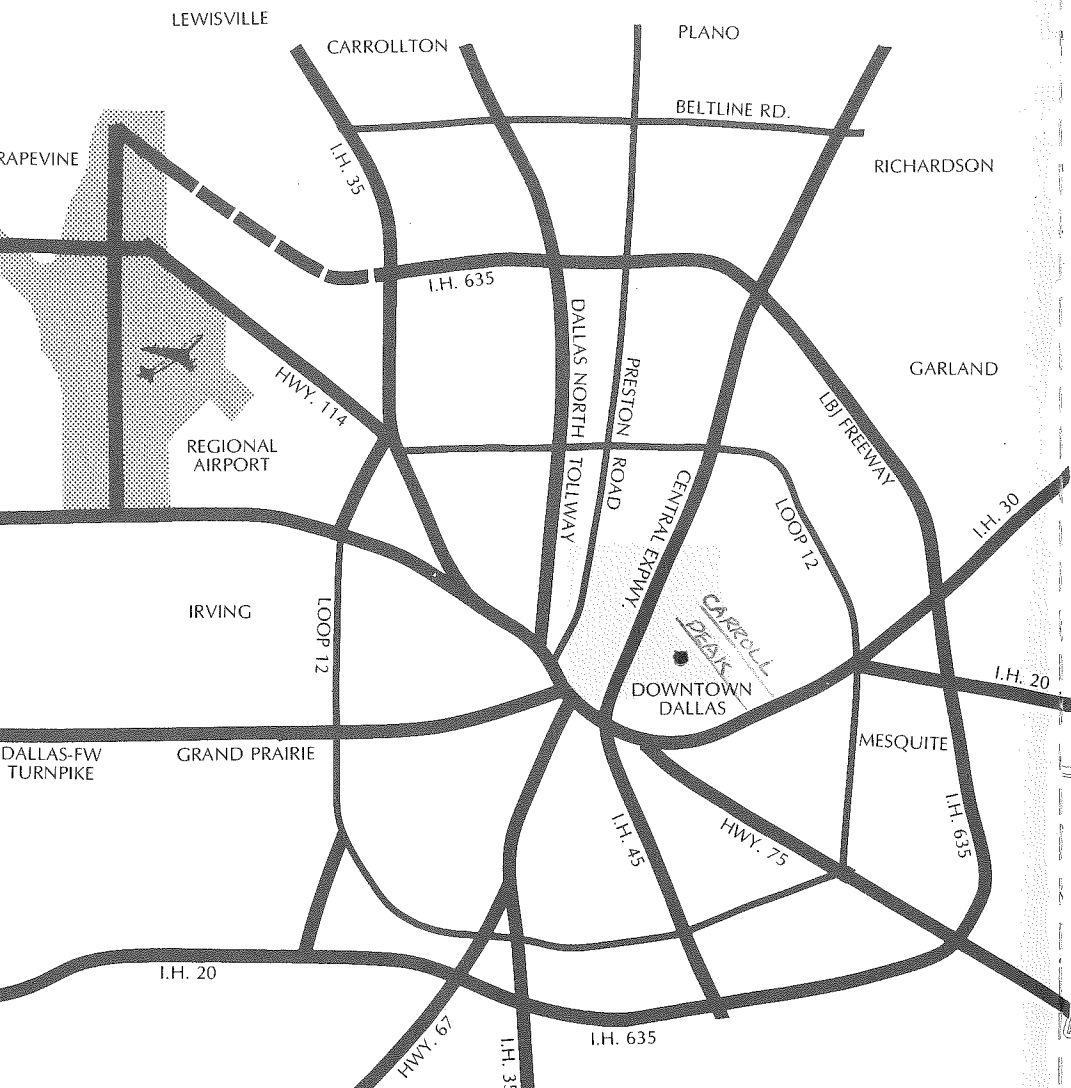 LEWISVILLE
CARROLLTON
PLANO
BELTLINE RD.
RAPEVINE
I.H. 35
RICHARDSON
I.H. 635
DALLAS NORTH TOLLWAY
PRESTON ROAD
GARLAND
HWY. 114
LBJ FREEWAY
REGIONAL
AIRPORT
CENTRAL EXPWY.
LOOP 12
I.H. 30
IRVING
LOOP 12
CARROLL
PEAK
DOWNTOWN
DALLAS
I.H. 20
DALLAS-FW
TURNPIKE
GRAND PRAIRIE
MESQUITE
I.H. 45
HWY. 75
I.H. 635
I.H. 20
HWY. 67
I.H. 35
I.H. 635